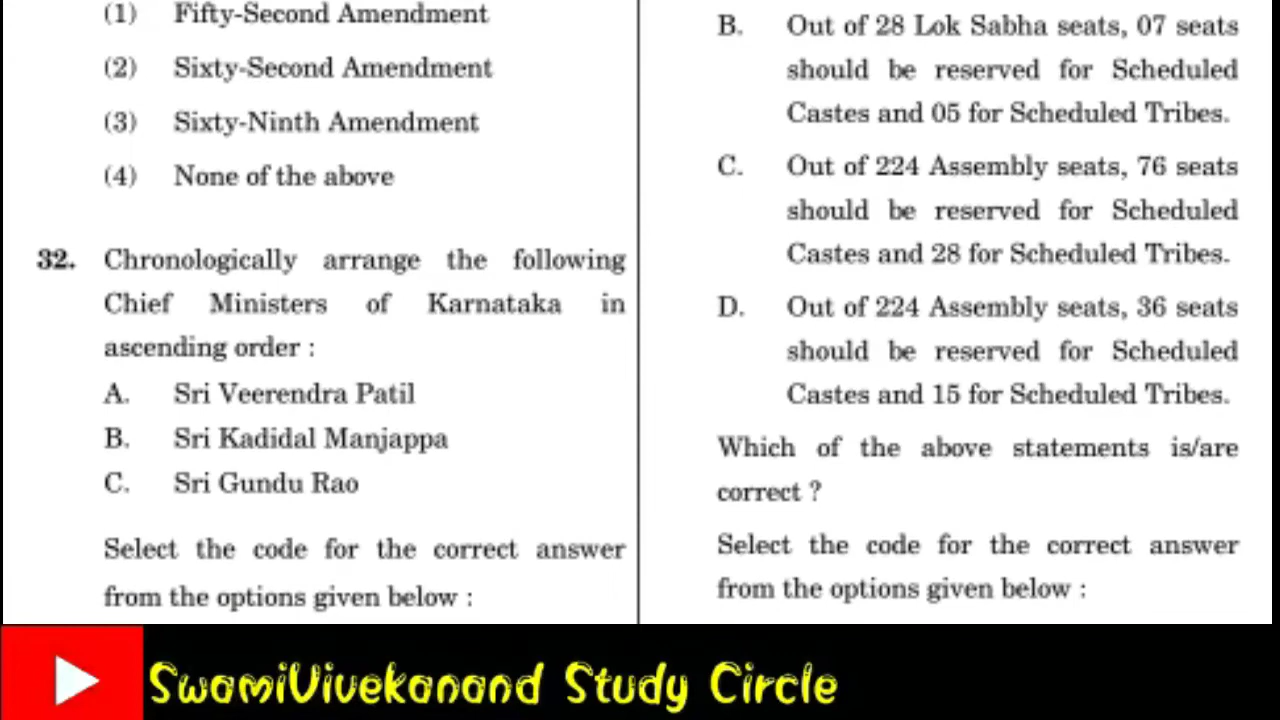 (1) Fifty-Second Amendment
(2) Sixty-Second Amendment
(3) Sixty-Ninth Amendment
(4) None of the above
32. Chronologically arrange the following
Chief Ministers of Karnataka in
ascending order :
A. Sri Veerendra Patil
B. Sri Kadidal Manjappa
C. Sri Gundu Rao
Select the code for the correct answer
from the options given below :
B. Out of 28 Lok Sabha seats, 07 seats
should be reserved for Scheduled
Castes and 05 for Scheduled Tribes.
C. Out of 224 Assembly seats, 76 seats
should be reserved for Scheduled
Castes and 28 for Scheduled Tribes.
D. Out of 224 Assembly seats, 36 seats
should be reserved for Scheduled
Castes and 15 for Scheduled Tribes.
Which of the above statements is/are
correct ?
Select the code for the correct answer
from the options given below :
SwamiVivekanand Study Circle